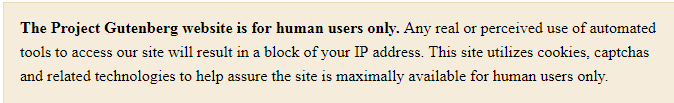 The Project Gutenberg website is for human users only. Any real or perceived use of automated
tools to access our site will result in a block of your IP address. This site utilizes cookies, captchas
and related technologies to help assure the site is maximally available for human users only.